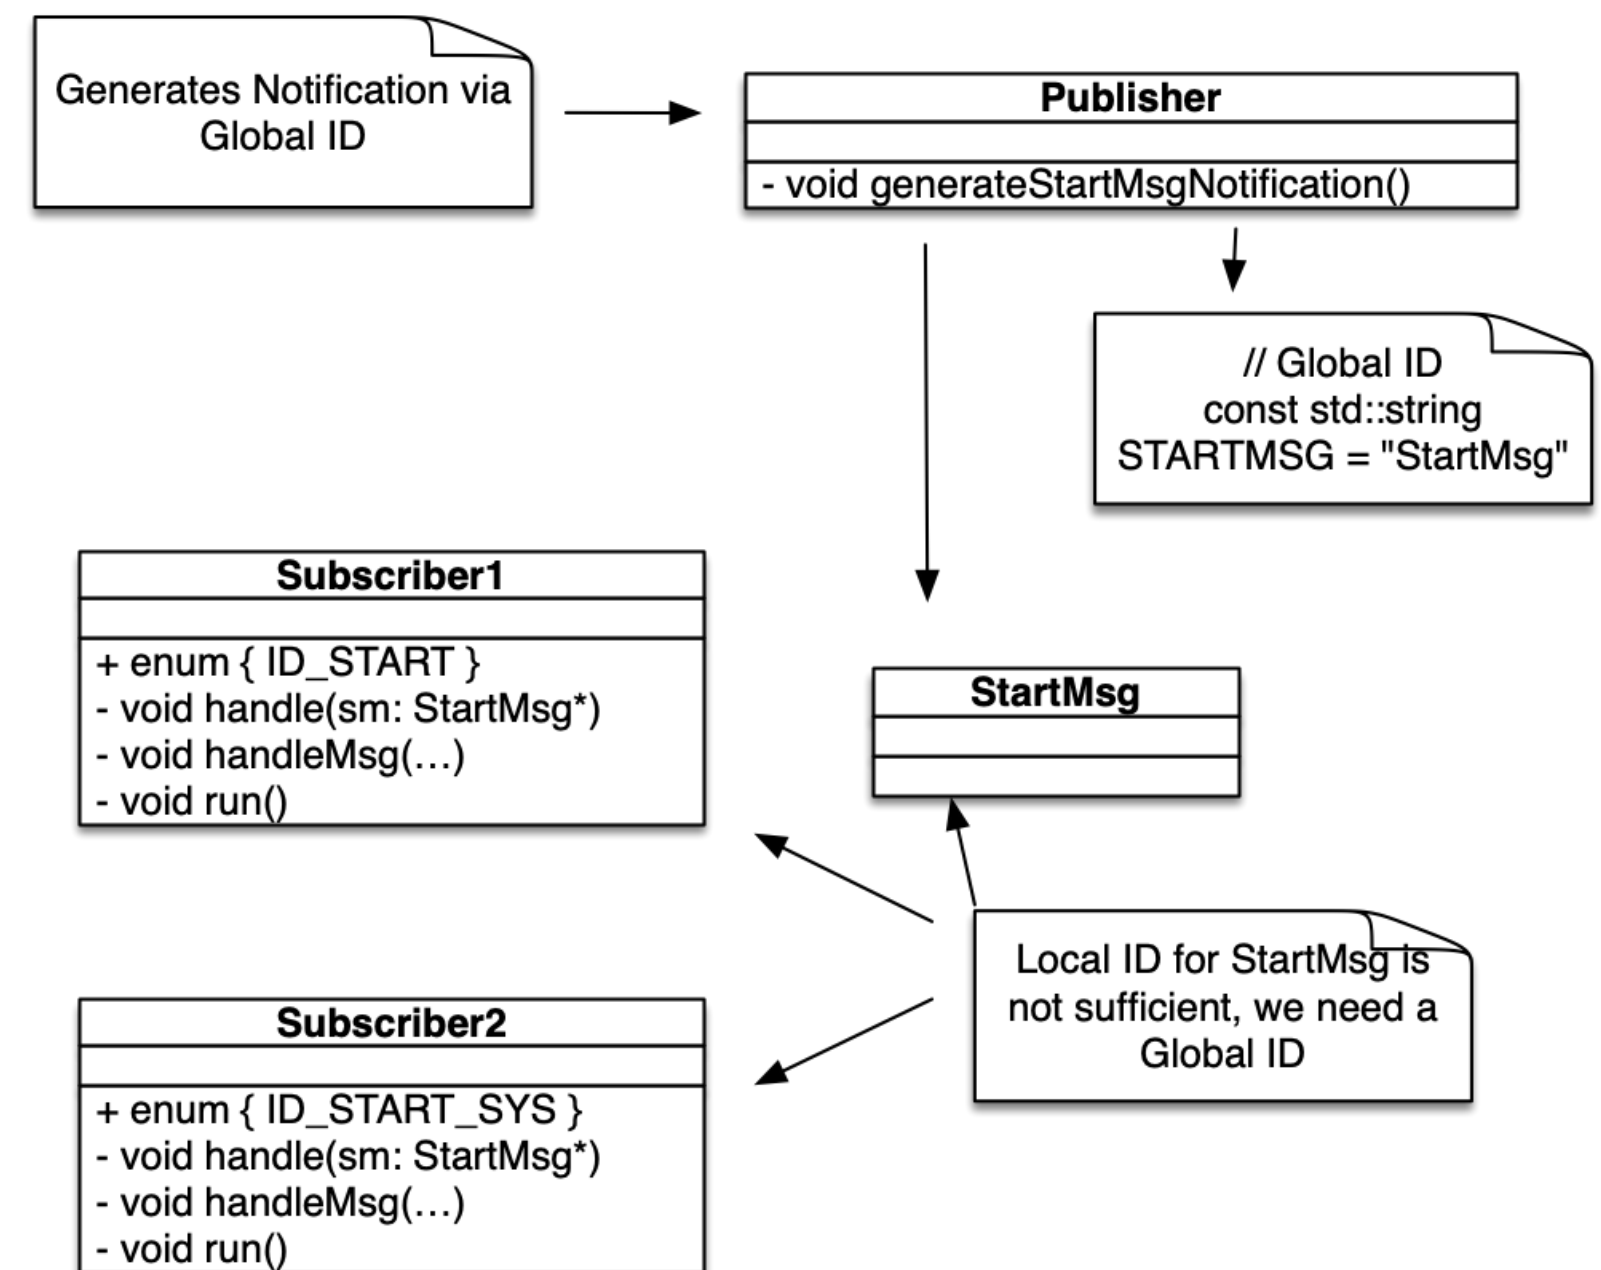 Generates Notification via
Global ID
Publisher
- void generateStartMsgNotification()
// Global ID
const std::string
STARTMSG = "StartMsg"
Subscriber1
+ enum { ID_START }
- void handle(sm: StartMsg*)
- void handleMsg(...)
- void run()
StartMsg
Local ID for StartMsg is
not sufficient, we need a
Global ID
Subscriber2
+ enum { ID_START_SYS }
- void handle(sm: StartMsg*)
- void handleMsg(...)
- void run()